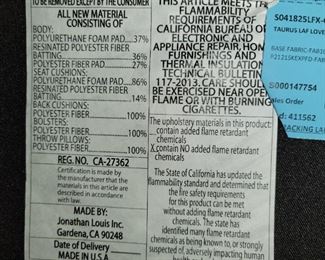 TO BE REMOVED EXCEPT BY THE CONSUMER
ALL NEW MATERIAL
CONSISTING OF
BODY:
POLYURETHANE FOAM PAD..37%
RESINATED POLYESTER FIBER
BATTING........36%
PET RESIN POLYESTER FIBER
BATTING........27%
SEAT CUSHIONS:
POLYURETHANE FOAM PAD...86%
RESINATED POLYESTER FIBER
BATTING........14%
BACK CUSHIONS:
POLYESTER FIBER........100%
BOLSTERS:
POLYESTER FIBER........100%
THROW PILLOWS:
POLYESTER FIBER........100%
REG. NO. CA-27362
Certification is made by
the manufacturer that the
materials in this article are
described in accordance
with law.
MADE BY:
Jonathan Louis Inc.
Gardena, CA 90248
Date of Delivery
MADE IN U.S.A
THIS ARTICLE MEETS THE
FLAMMABILITY
REQUIREMENTS OF
CALIFORNIA BUREAU OF
ELECTRONIC AND
APPLIANCE REPAIR, HOME
FURNISHINGS AND
THERMAL INSULATION
TECHNICAL BULLETIN
117-2013. CARE SHOULD
BE EXERCISED NEAR OPEN
FLAME OR WITH BURNING
CIGARETTES.
The upholstery materials in this product:
contain added flame retardant
chemicals
X contain NO added flame retardant
chemicals
The State of California has updated the
flammability standard and determined that
the fire safety requirements
for this product can be met
without adding flame retardant
chemicals. The state has
identified many flame retardant
chemicals as being known to, or strongly
suspected of, adversely impacting human
S041825LFX-
TAURUS LAF LOVE
BASE FABRIC-FAB1
P2121SKEXPFD-FAB
S000147754
ales Order
d: 411562
TACKING LA